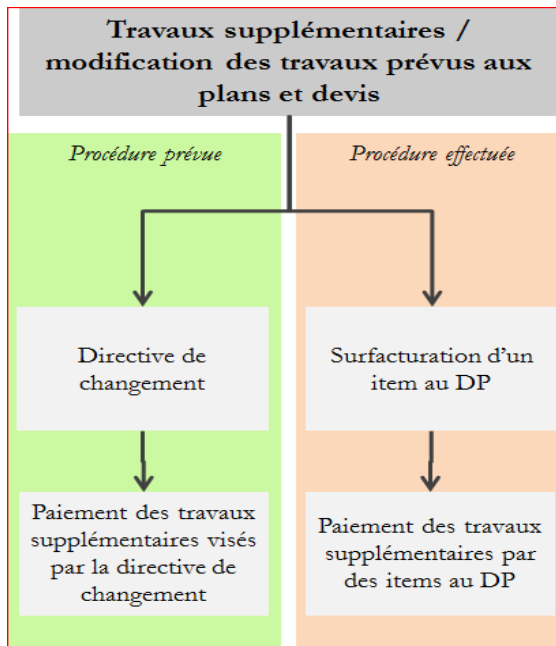 Travaux supplémentaires /
modification des travaux prévus aux
plans et devis
Procédure prévue
Procédure effectuée
Directive de
changement
Surfacturation d'un
item au DP
Paiement des travaux
supplémentaires visés
par la directive de
changement
Paiement des travaux
supplémentaires par
des items au DP